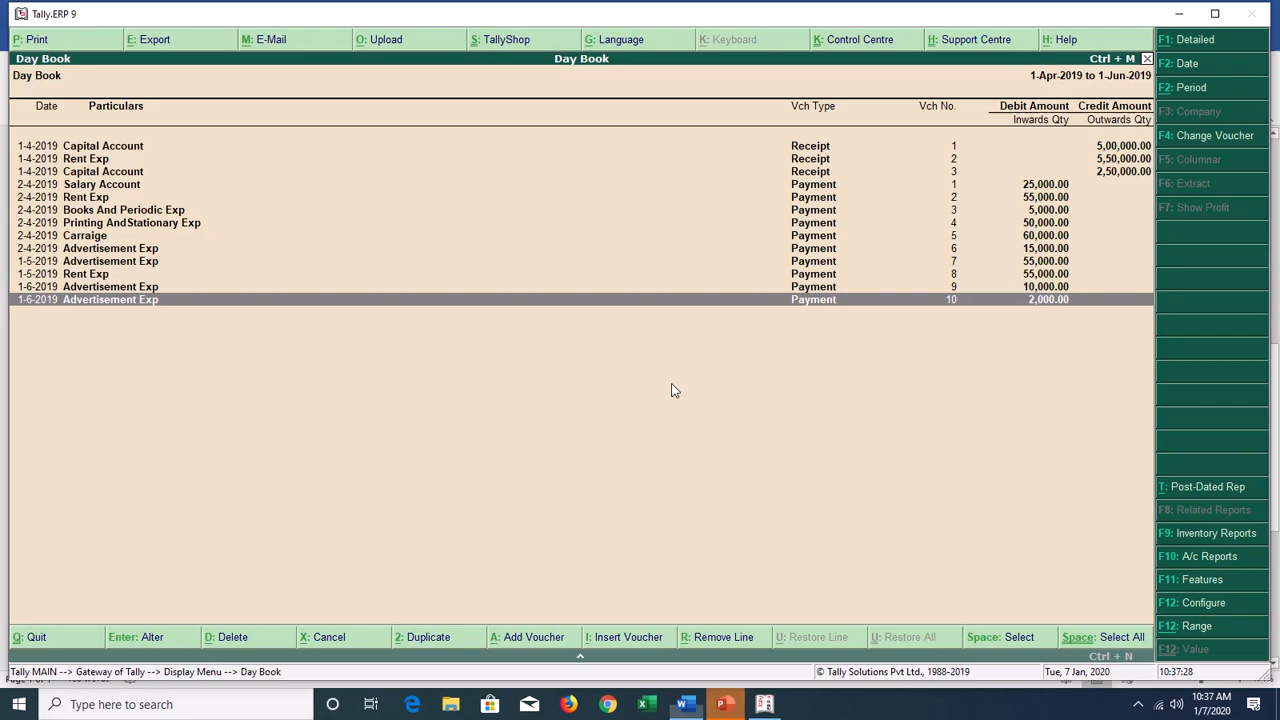 Tally.ERP 9
P: Print E: Export M: E-Mail O: Upload S: TallyShop G: Language K: Keyboard K: Control Centre H: Support Centre H: Help
Day Book Day Book Ctrl + M
Day Book 1-Apr-2019 to 1-Jun-2019
Date Particulars Vch Type Vch No. Debit Amount Credit Amount
Inwards Qty Outwards Qty
1-4-2019 Capital Account Receipt 1 5,00,000.00
1-4-2019 Rent Exp Receipt 2 5,50,000.00
1-4-2019 Capital Account Receipt 3 2,50,000.00
2-4-2019 Salary Account Payment 1 25,000.00
2-4-2019 Rent Exp Payment 2 55,000.00
2-4-2019 Books And Periodic Exp Payment 3 5,000.00
2-4-2019 Printing AndStationary Exp Payment 4 50,000.00
2-4-2019 Carraige Payment 5 60,000.00
2-4-2019 Advertisement Exp Payment 6 15,000.00
1-5-2019 Advertisement Exp Payment 7 55,000.00
1-5-2019 Rent Exp Payment 8 55,000.00
1-6-2019 Advertisement Exp Payment 9 10,000.00
1-6-2019 Advertisement Exp Payment 10 2,000.00
F1: Detailed
F2: Date
F2: Period
F3: Company
F4: Change Voucher
F5: Columnar
F6: Extract
F7: Show Profit
T: Post-Dated Rep
F8: Related Reports
F9: Inventory Reports
F10: A/c Reports
F11: Features
F12: Configure
F12: Range
F12: Value
Q: Quit Enter: Alter D: Delete X: Cancel 2: Duplicate A: Add Voucher I: Insert Voucher R: Remove Line U: Restore Line U: Restore All Space: Select Space: Select All
Ctrl + N
Tally MAIN --> Gateway of Tally --> Display Menu --> Day Book © Tally Solutions Pvt Ltd., 1988-2019 Tue, 7 Jan, 2020 10:37:28
Type here to search
10:37 AM
1/7/2020